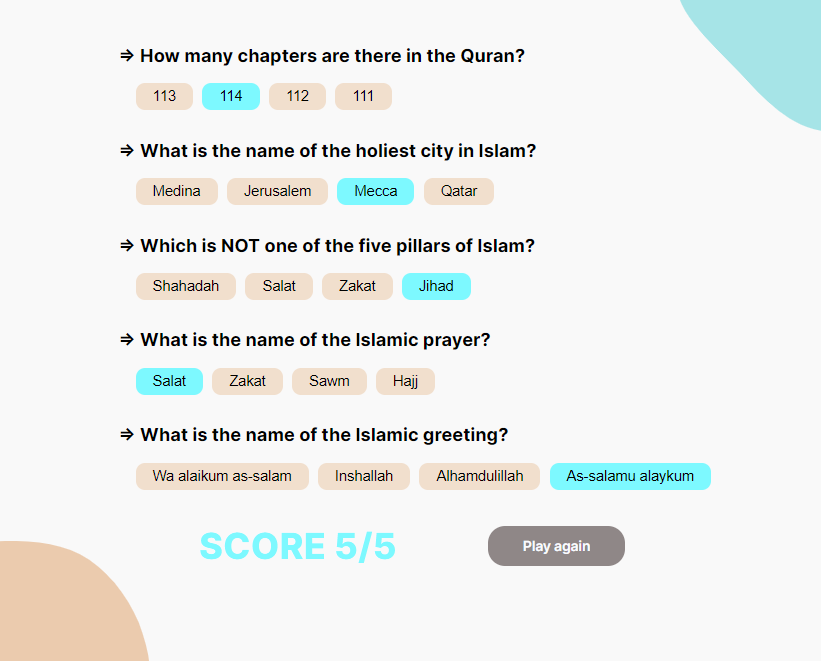 ⇒ How many chapters are there in the Quran?
113 114 112 111
⇒ What is the name of the holiest city in Islam?
Medina Jerusalem Mecca Qatar
⇒ Which is NOT one of the five pillars of Islam?
Shahadah Salat Zakat Jihad
⇒ What is the name of the Islamic prayer?
Salat Zakat Sawm Hajj
⇒ What is the name of the Islamic greeting?
Wa alaikum as-salam Inshallah Alhamdulillah As-salamu alaykum
SCORE 5/5 Play again